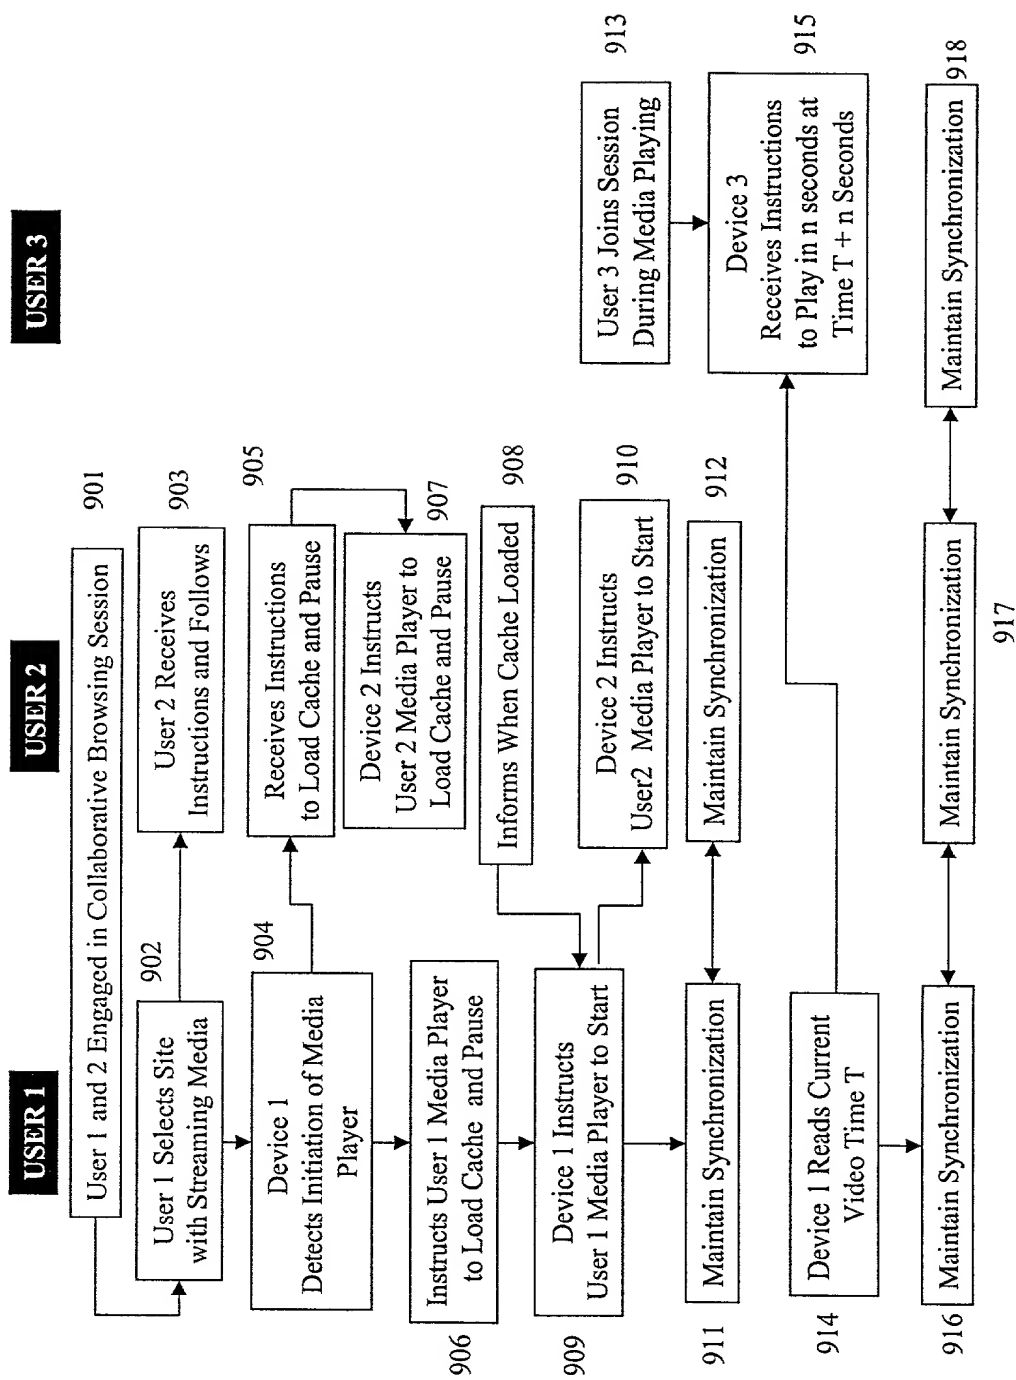 USER 1
USER 2
USER 3
User 1 and 2 Engaged in Collaborative Browsing Session
901
902
User 1 Selects Site
with Streaming Media
903
User 2 Receives
Instructions and Follows
904
Device 1
Detects Initiation of Media
Player
905
Receives Instructions
to Load Cache and Pause
907
Device 2 Instructs
User 2 Media Player to
Load Cache and Pause
906
Instructs User 1 Media Player
to Load Cache and Pause
908
Informs When Cache Loaded
909
Device 1 Instructs
User 1 Media Player to Start
910
Device 2 Instructs
User2 Media Player to Start
913
User 3 Joins Session
During Media Playing
911
Maintain Synchronization
912
Maintain Synchronization
915
Device 3
Receives Instructions
to Play in n seconds at
Time T + n Seconds
914
Device 1 Reads Current
Video Time T
916
Maintain Synchronization
Maintain Synchronization
917
Maintain Synchronization
918